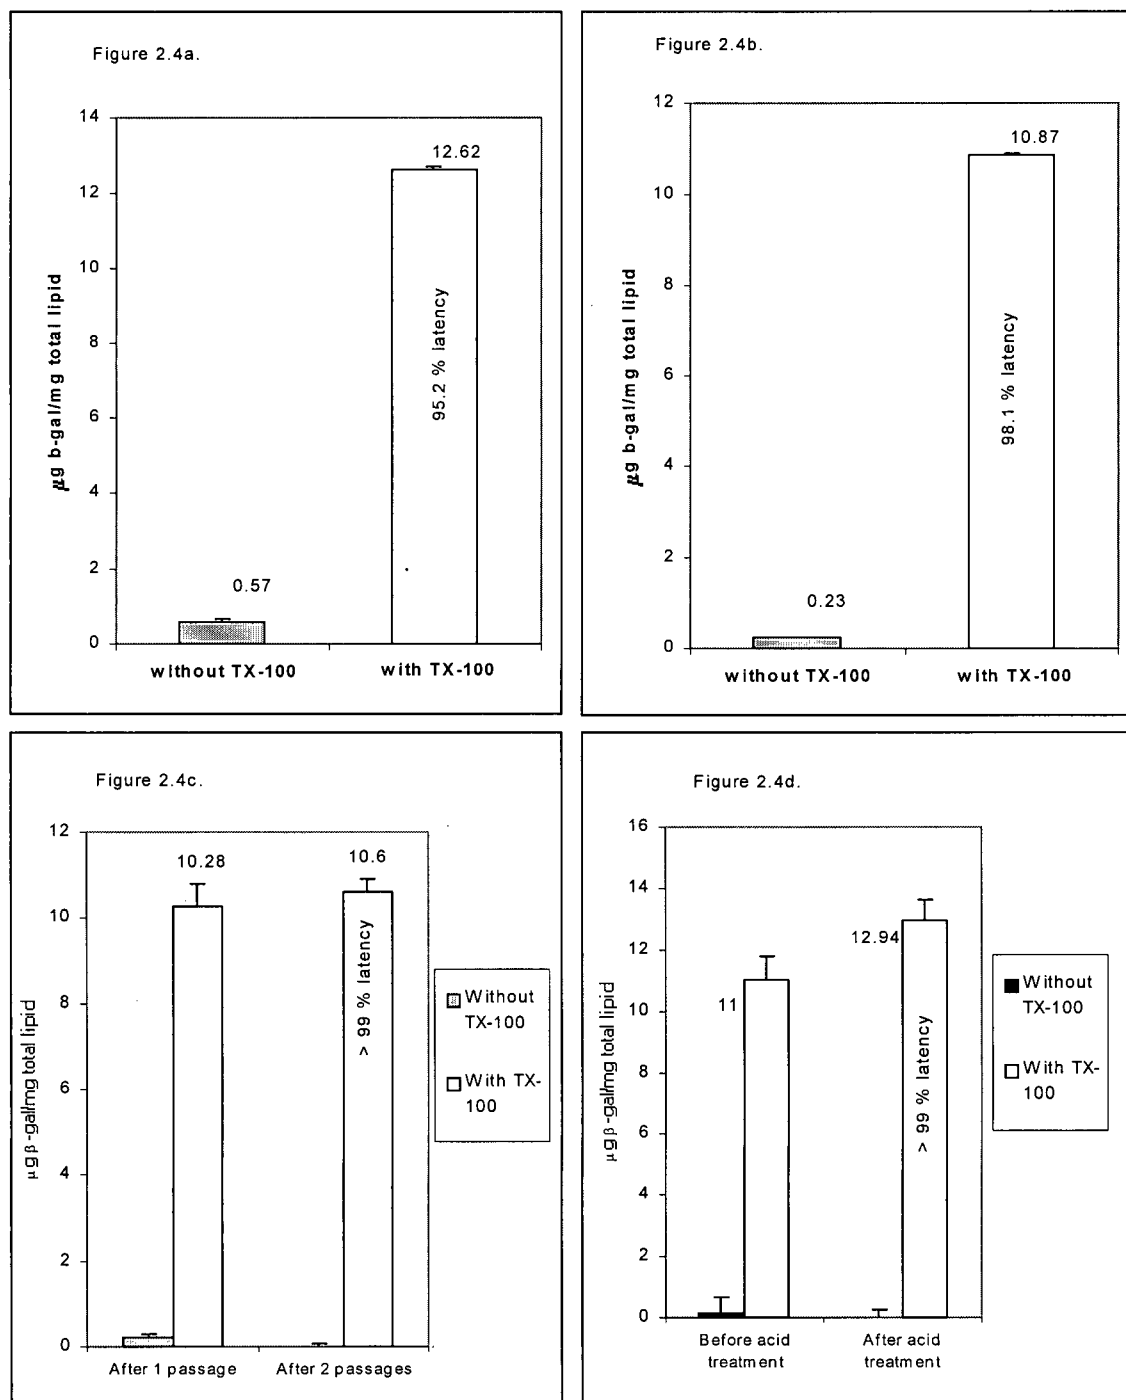 Figure 2.4a.
μg b-gal/mg total lipid
14
12
10
8
6
4
2
0
0.57
12.62
95.2 % latency
without TX-100
with TX-100
Figure 2.4b.
μg b-gal/mg total lipid
12
10
8
6
4
2
0
0.23
10.87
98.1 % latency
without TX-100
with TX-100
Figure 2.4c.
μg β-gal/mg total lipid
12
10
8
6
4
2
0
10.28
10.6
> 99 % latency
After 1 passage
After 2 passages
Without
TX-100
With TX-
100
Figure 2.4d.
μg β-gal/mg total lipid
16
14
12
10
8
6
4
2
0
11
12.94
> 99 % latency
Before acid
treatment
After acid
treatment
Without
TX-100
With TX-
100